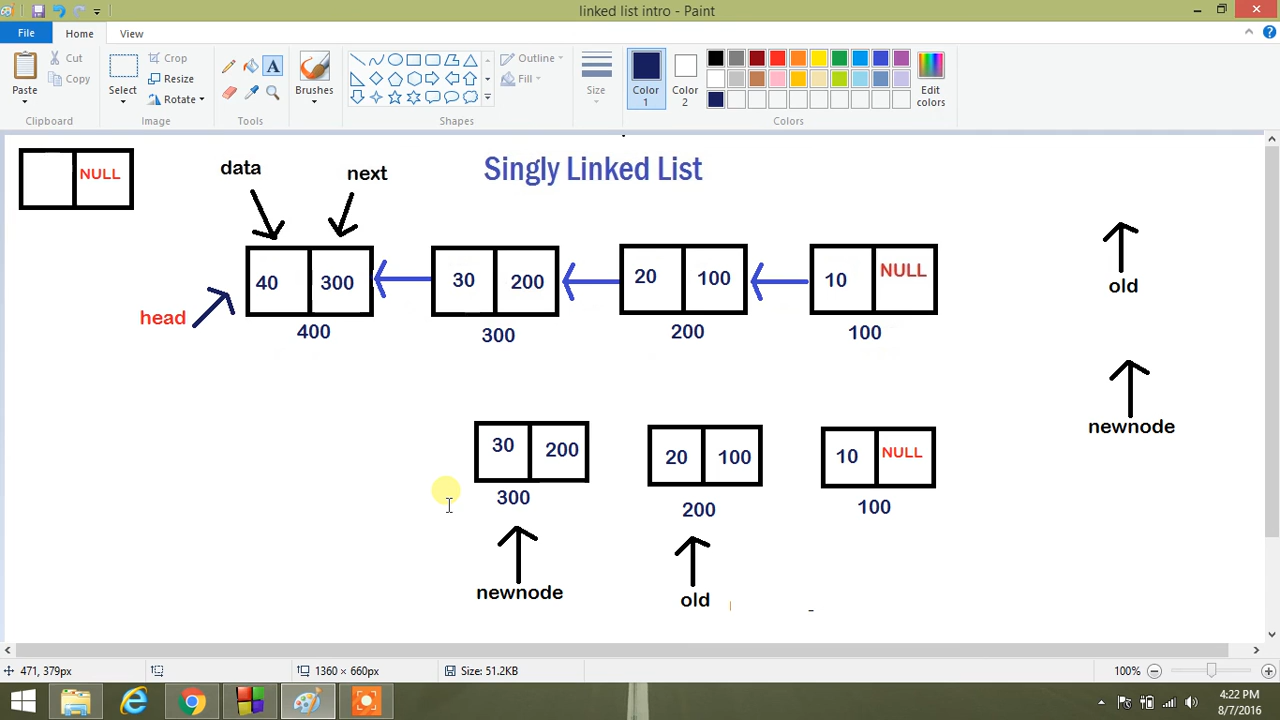 linked list intro - Paint
File
Home
View
Paste
Cut
Copy
Clipboard
Select
Crop
Resize
Rotate
Image
A
Tools
Brushes
Outline
Fill
Shapes
Size
Color 1
Color 2
Edit colors
Colors
NULL
data
next
Singly Linked List
40 300
30 200
20 100
10 NULL
head
400
300
200
100
old
newnode
30 200
20 100
10 NULL
300
200
100
newnode
old
471, 379px
1360 × 660px
Size: 51.2KB
100%
4:22 PM
8/7/2016